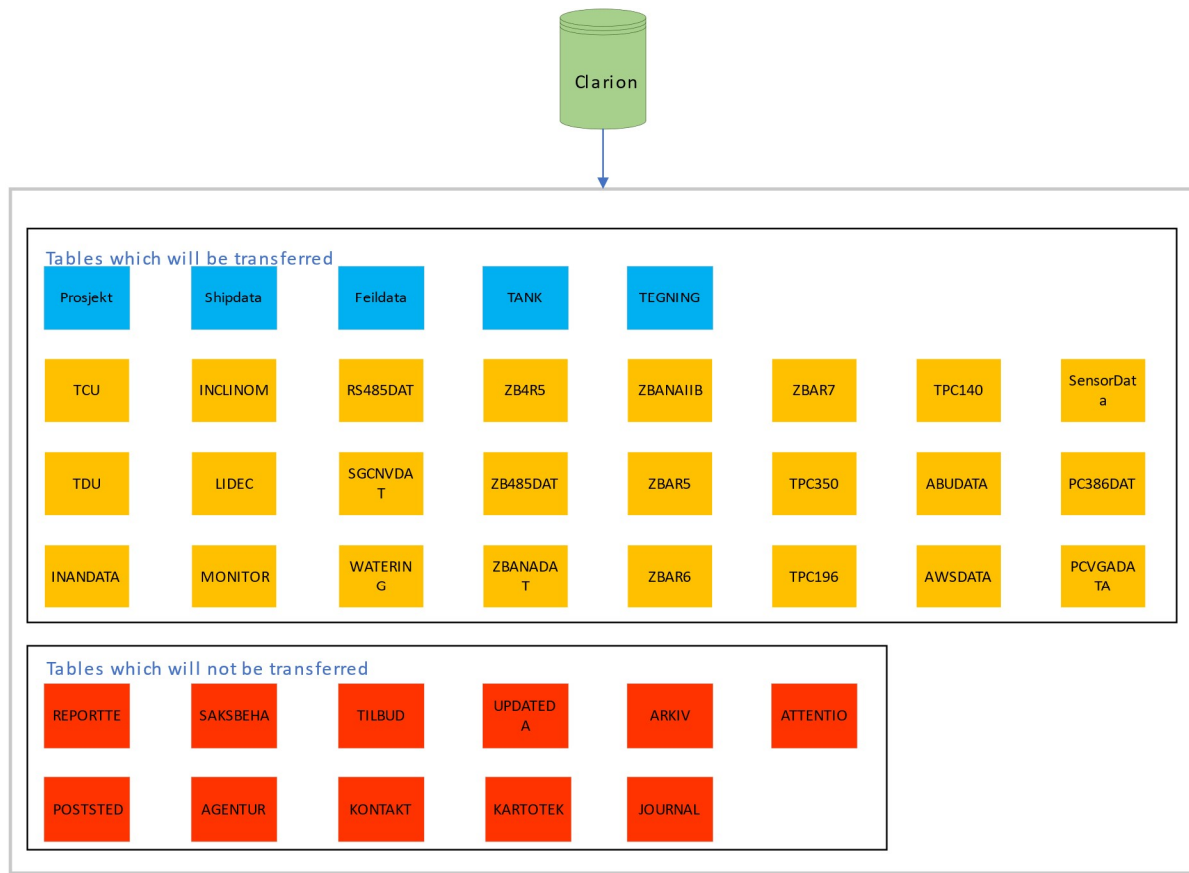 Clarion
Tables which will be transferred
Prosjekt
Shipdata
Feildata
TANK
TEGNING
TCU
INCLINOM
RS485DAT
ZB4R5
ZBANAIIB
ZBAR7
TPC140
SensorDat
a
TDU
LIDEC
SGCNVDA
T
ZB485DAT
ZBAR5
TPC350
ABUDATA
PC386DAT
INANDATA
MONITOR
WATERIN
G
ZBANADA
T
ZBAR6
TPC196
AWSDATA
PCVGADA
TA
Tables which will not be transferred
REPORTTE
SAKSBEHA
TILBUD
UPDATED
A
ARKIV
ATTENTIO
POSTSTED
AGENTUR
KONTAKT
KARTOTEK
JOURNAL